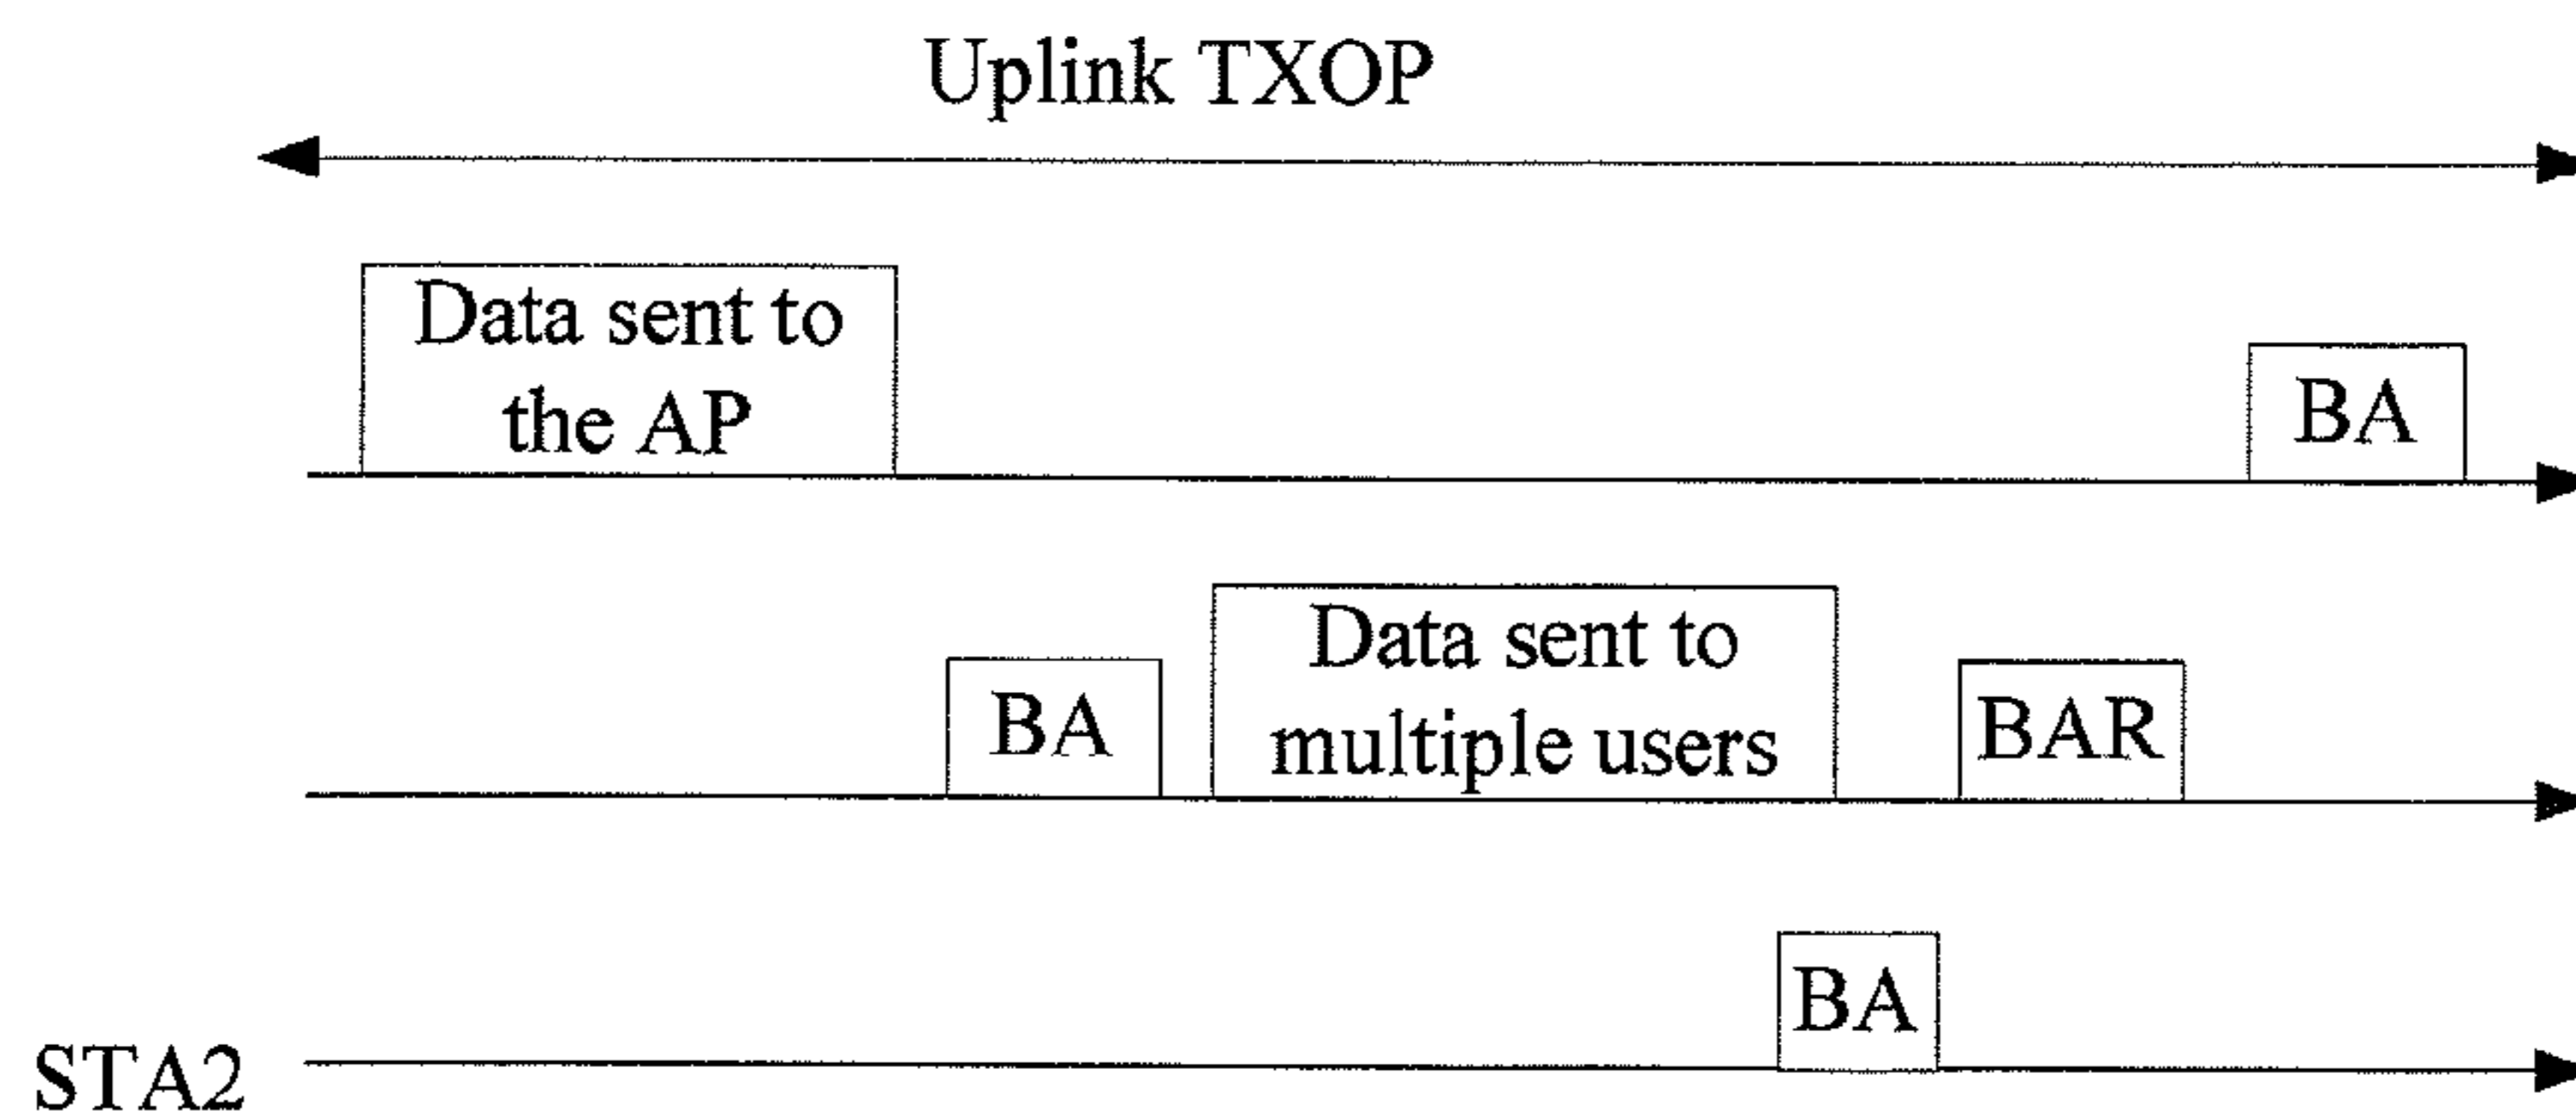 Uplink TXOP
Data sent to
the AP
BA
BA
Data sent to
multiple users
BAR
BA
STA2